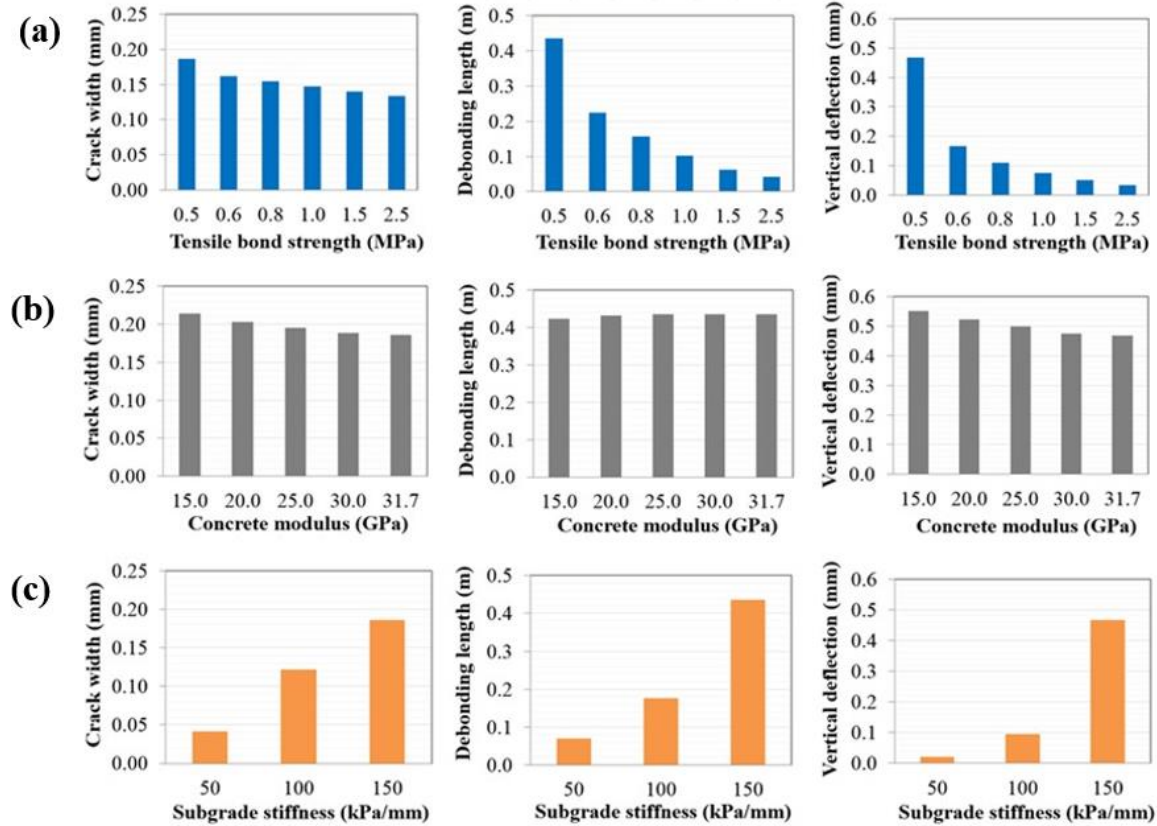 (a)
Crack width (mm)
0.25
0.20
0.15
0.10
0.05
0.00
0.5 0.6 0.8 1.0 1.5 2.5
Tensile bond strength (MPa)
Debonding length (m)
0.5
0.4
0.3
0.2
0.1
0.0
0.5 0.6 0.8 1.0 1.5 2.5
Tensile bond strength (MPa)
Vertical deflection (mm)
0.6
0.5
0.4
0.3
0.2
0.1
0.0
0.5 0.6 0.8 1.0 1.5 2.5
Tensile bond strength (MPa)
(b)
Crack width (mm)
0.25
0.20
0.15
0.10
0.05
0.00
15.0 20.0 25.0 30.0 31.7
Concrete modulus (GPa)
Debonding length (m)
0.5
0.4
0.3
0.2
0.1
0.0
15.0 20.0 25.0 30.0 31.7
Concrete modulus (GPa)
Vertical deflection (mm)
0.6
0.5
0.4
0.3
0.2
0.1
0.0
15.0 20.0 25.0 30.0 31.7
Concrete modulus (GPa)
(c)
Crack width (mm)
0.25
0.20
0.15
0.10
0.05
0.00
50 100 150
Subgrade stiffness (kPa/mm)
Debonding length (m)
0.5
0.4
0.3
0.2
0.1
0.0
50 100 150
Subgrade stiffness (kPa/mm)
Vertical deflection (mm)
0.6
0.5
0.4
0.3
0.2
0.1
0.0
50 100 150
Subgrade stiffness (kPa/mm)